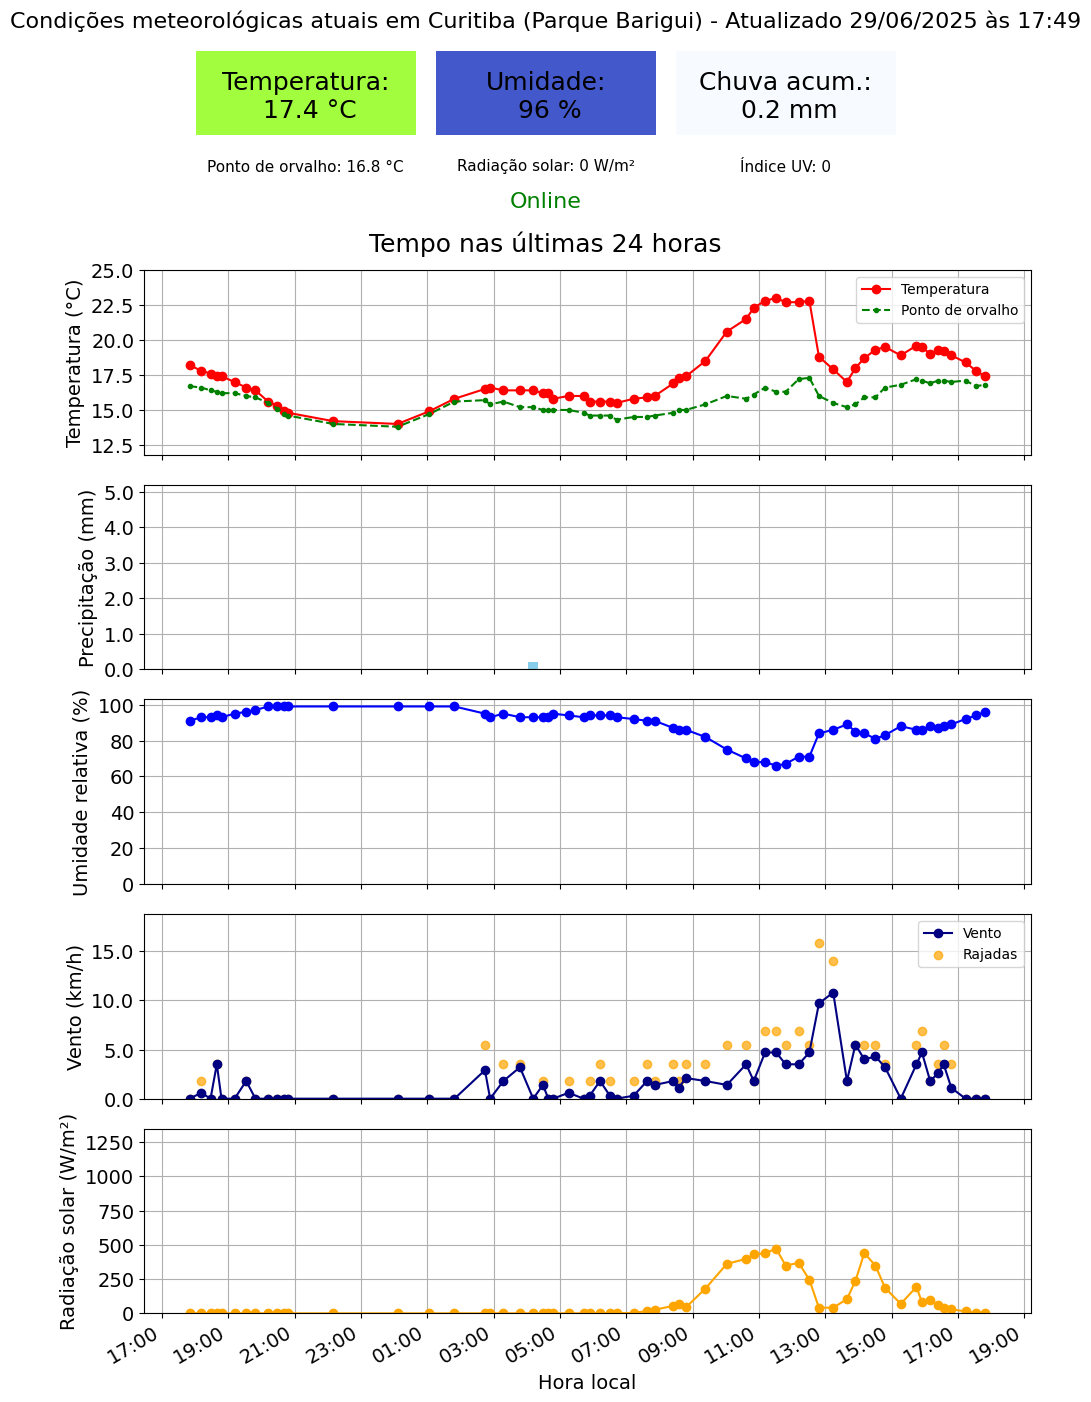 Condições meteorológicas atuais em Curitiba (Parque Barigui) - Atualizado 29/06/2025 às 17:49
Temperatura:
17.4 °C
Umidade:
96 %
Chuva acum.:
0.2 mm
Ponto de orvalho: 16.8 °C
Radiação solar: 0 W/m²
Índice UV: 0
Online
Tempo nas últimas 24 horas
Temperatura (°C)
25.0
22.5
20.0
17.5
15.0
12.5
Temperatura
Ponto de orvalho
Precipitação (mm)
5.0
4.0
3.0
2.0
1.0
0.0
Umidade relativa (%)
100
80
60
40
20
0
Vento (km/h)
15.0
10.0
5.0
0.0
Vento
Rajadas
Radiação solar (W/m²)
1250
1000
750
500
250
0
17:00
19:00
21:00
23:00
01:00
03:00
05:00
07:00
09:00
11:00
13:00
15:00
17:00
19:00
Hora local